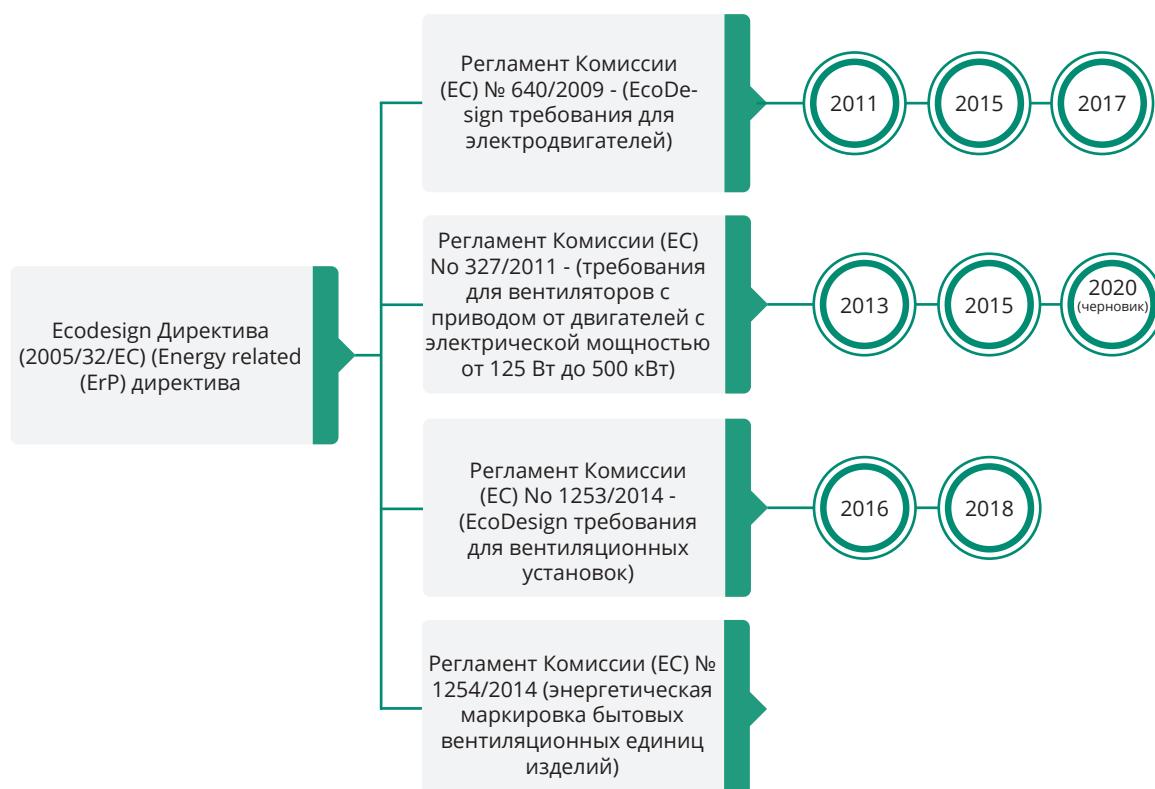 Регламент Комиссии
(ЕС) № 640/2009 - (EcoDe-
sign требования для
электродвигателей)
2011
2015
2017
Регламент Комиссии (ЕС)
No 327/2011 - (требования
для вентиляторов с
приводом от двигателей с
электрической мощностью
от 125 Вт до 500 кВт)
2013
2015
2020
(черновик)
Ecodesign Директива
(2005/32/EC) (Energy related
(ErP) директива
Регламент Комиссии
(ЕС) No 1253/2014 -
(EcoDesign требования
для вентиляционных
установок)
2016
2018
Регламент Комиссии (ЕС) №
1254/2014 (энергетическая
маркировка бытовых
вентиляционных единиц
изделий)